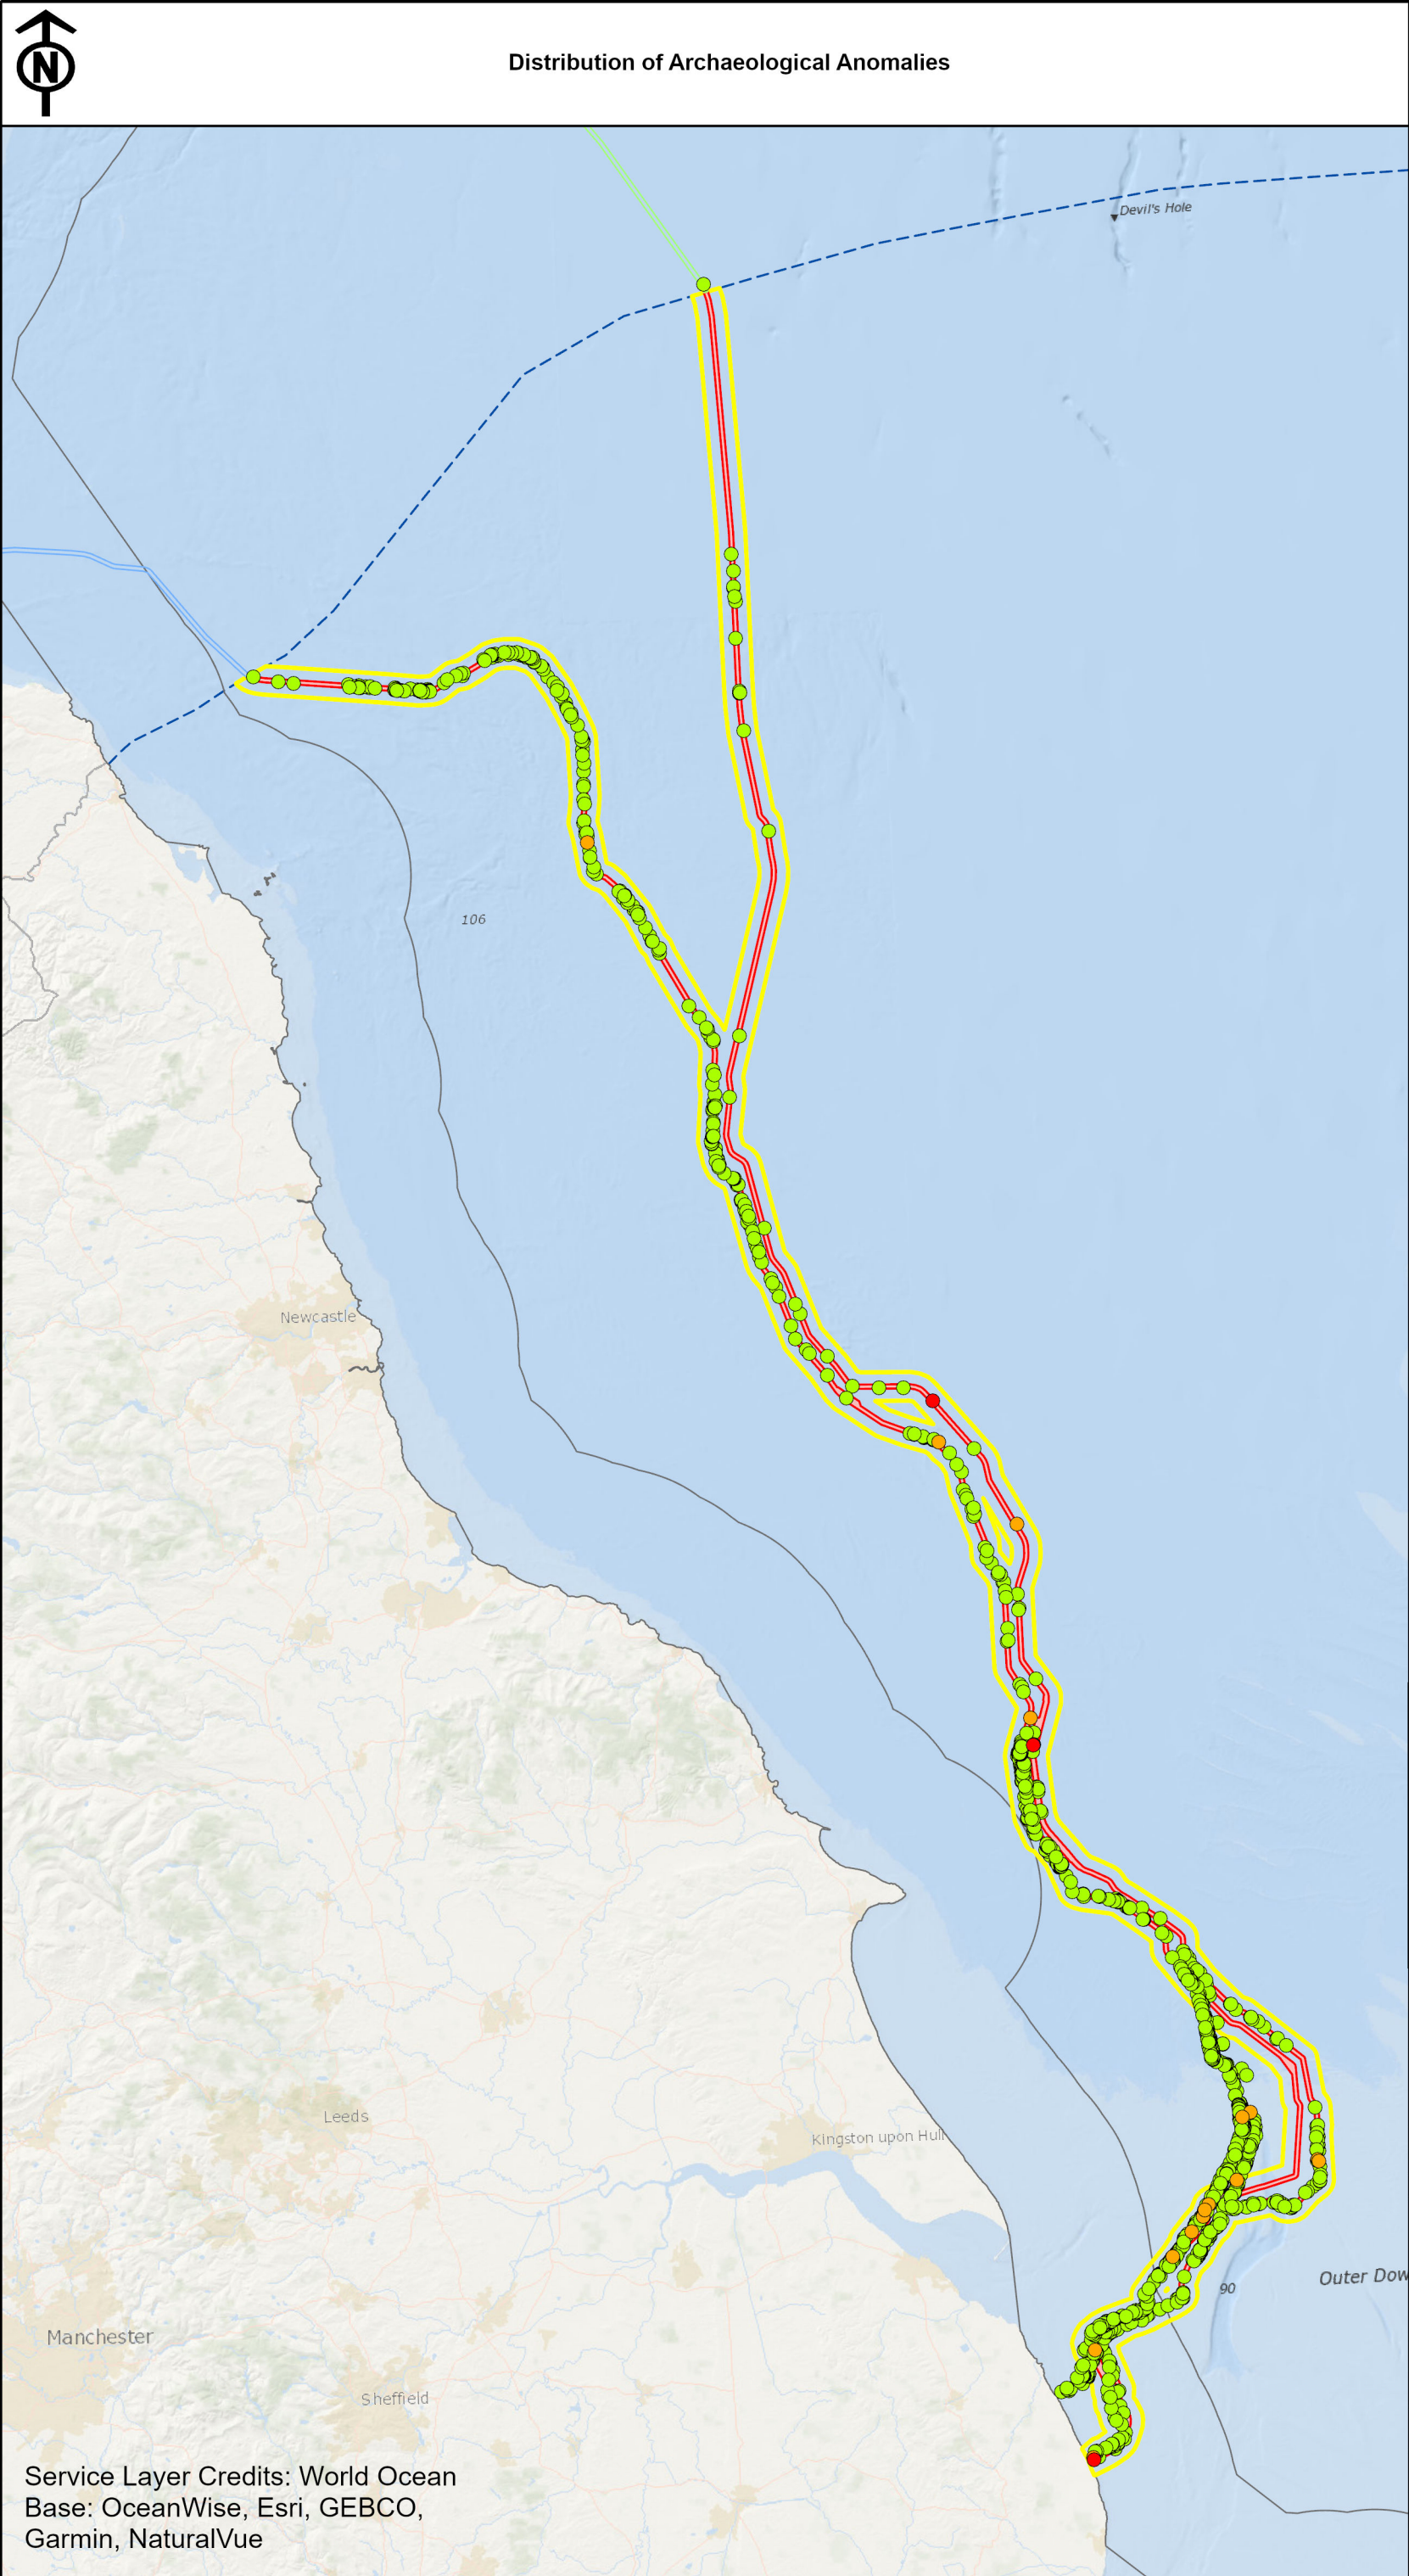 N
Distribution of Archaeological Anomalies
Devil's Hole
106
Newcastle
Leeds
Kingston upon Hull
Outer Dow
90
Manchester
Sheffield
Service Layer Credits: World Ocean
Base: OceanWise, Esri, GEBCO,
Garmin, NaturalVue